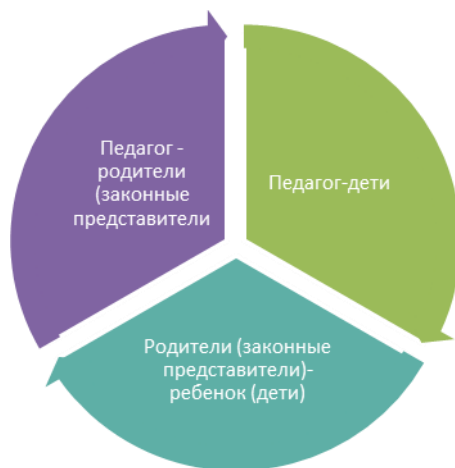 Педагог -
родители
(законные
представители
Педагог-дети
Родители (законные
представители)-
ребенок (дети)